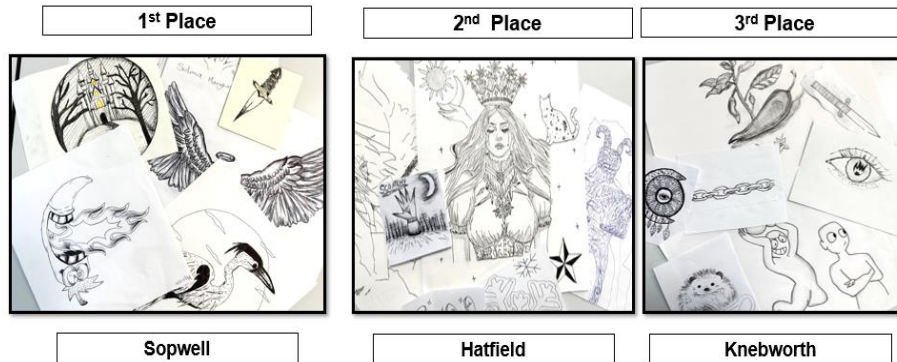 1st Place
2nd Place
3rd Place
Sopwell
Hatfield
Knebworth